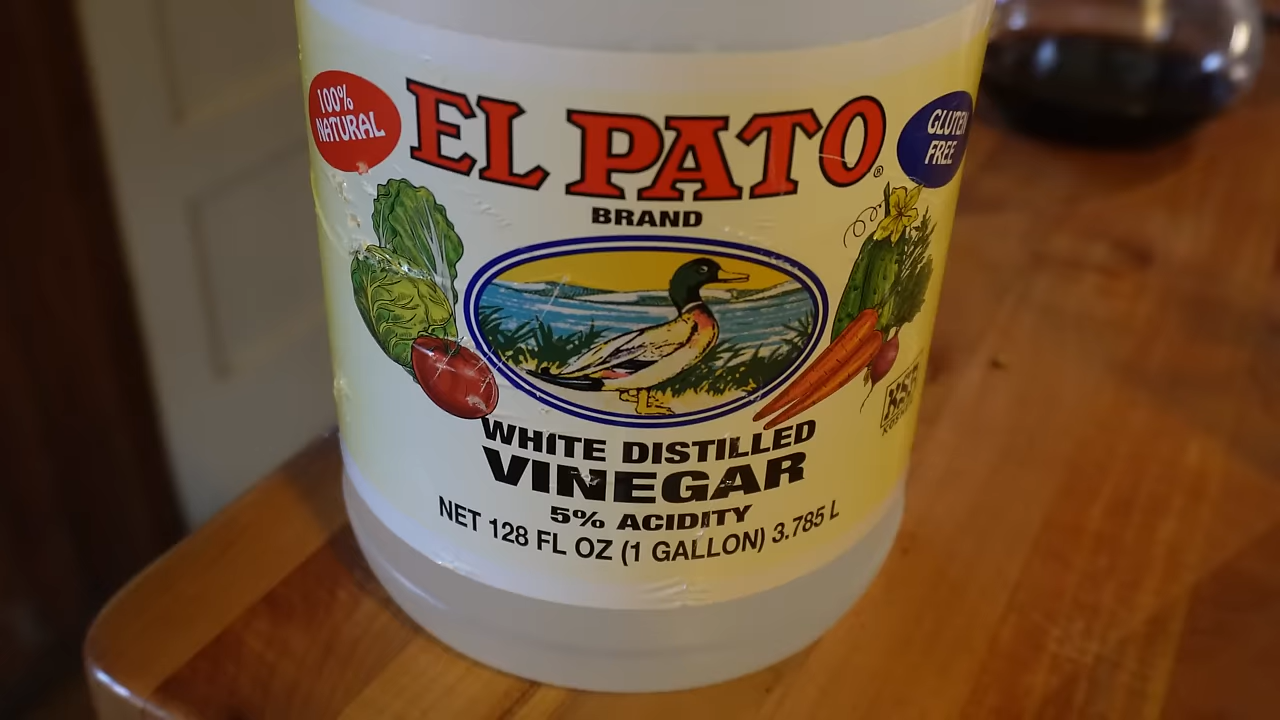 100%
NATURAL
EL PATO®
GLUTEN
FREE
BRAND
WHITE DISTILLED
VINEGAR
5% ACIDITY
NET 128 FL OZ (1 GALLON) 3.785 L
KSA